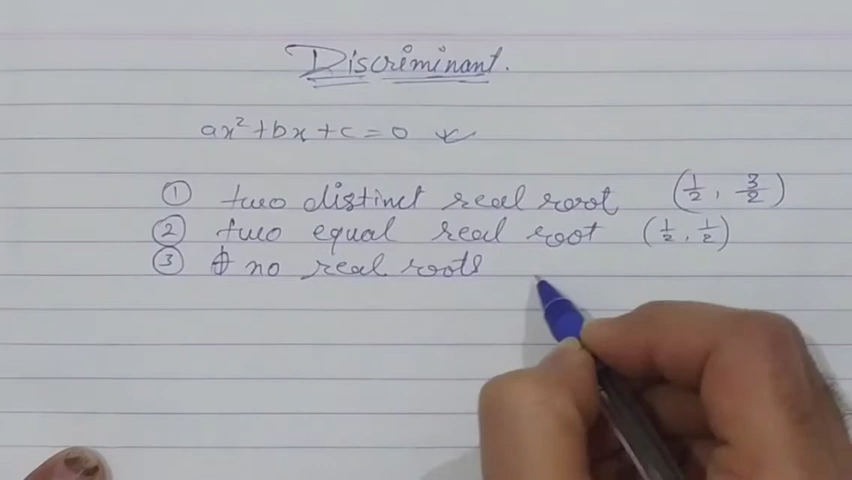 Discriminant.
ax²+bx+c=0
① two distinct real root (1/2, 3/2)
② two equal real root (1/2, 1/2)
③ no real roots